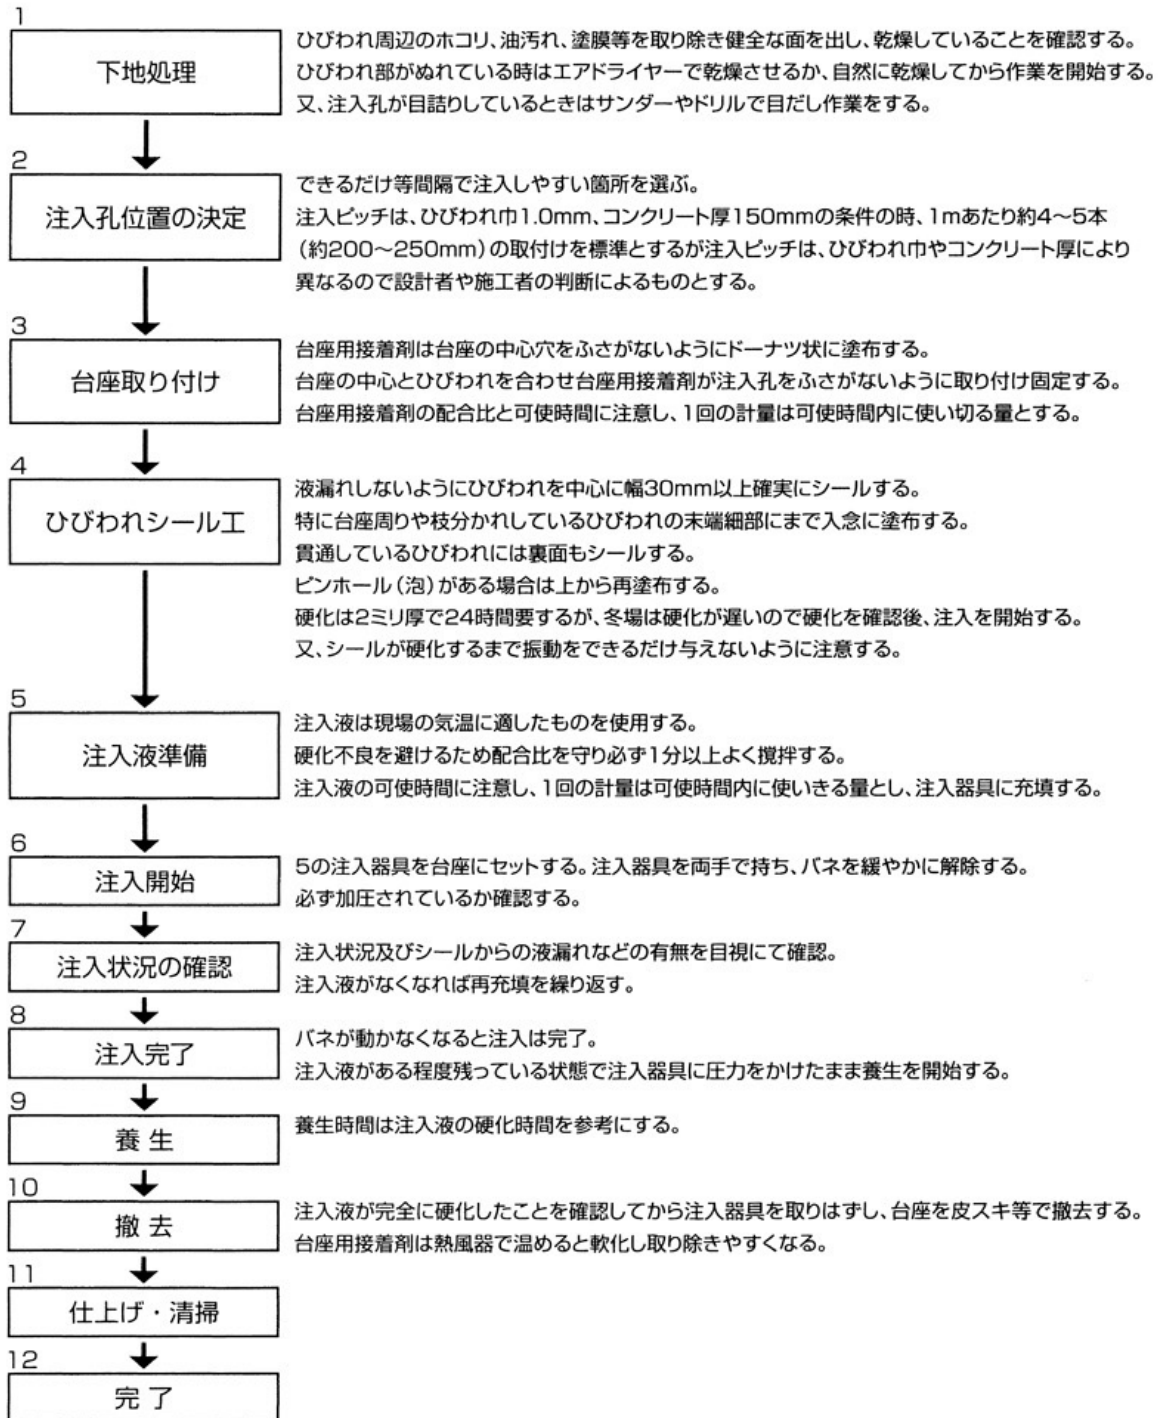 1
下地処理
ひびわれ周辺のホコリ、油汚れ、塗膜等を取り除き健全な面を出し、乾燥していることを確認する。
ひびわれ部がぬれている時はエアドライヤーで乾燥させるか、自然に乾燥してから作業を開始する。
又、注入孔が目詰りしているときはサンダーやドリルで目だし作業をする。
2
注入孔位置の決定
できるだけ等間隔で注入しやすい箇所を選ぶ。
注入ピッチは、ひびわれ巾1.0mm、コンクリート厚150mmの条件の時、1mあたり約4〜5本
（約200〜250mm）の取付けを標準とするが注入ピッチは、ひびわれ巾やコンクリート厚により
異なるので設計者や施工者の判断によるものとする。
3
台座取り付け
台座用接着剤は台座の中心穴をふさがないようにドーナツ状に塗布する。
台座の中心とひびわれを合わせ台座用接着剤が注入孔をふさがないように取り付け固定する。
台座用接着剤の配合比と可使時間に注意し、1回の計量は可使時間内に使い切る量とする。
4
ひびわれシール工
液漏れしないようにひびわれを中心に幅30mm以上確実にシールする。
特に台座周りや枝分かれしているひびわれの末端細部にまで入念に塗布する。
貫通しているひびわれには裏面もシールする。
ピンホール（泡）がある場合は上から再塗布する。
硬化は2ミリ厚で24時間要するが、冬場は硬化が遅いので硬化を確認後、注入を開始する。
又、シールが硬化するまで振動をできるだけ与えないように注意する。
5
注入液準備
注入液は現場の気温に適したものを使用する。
硬化不良を避けるため配合比を守り必ず1分以上よく撹拌する。
注入液の可使時間に注意し、1回の計量は可使時間内に使いきる量とし、注入器具に充填する。
6
注入開始
5の注入器具を台座にセットする。注入器具を両手で持ち、バネを緩やかに解除する。
必ず加圧されているか確認する。
7
注入状況の確認
注入状況及びシールからの液漏れなどの有無を目視にて確認。
注入液がなくなれば再充填を繰り返す。
8
注入完了
バネが動かなくなると注入は完了。
注入液がある程度残っている状態で注入器具に圧力をかけたまま養生を開始する。
9
養 生
養生時間は注入液の硬化時間を参考にする。
10
撤 去
注入液が完全に硬化したことを確認してから注入器具を取りはずし、台座を皮スキ等で撤去する。
台座用接着剤は熱風器で温めると軟化し取り除きやすくなる。
11
仕上げ・清掃
12
完 了